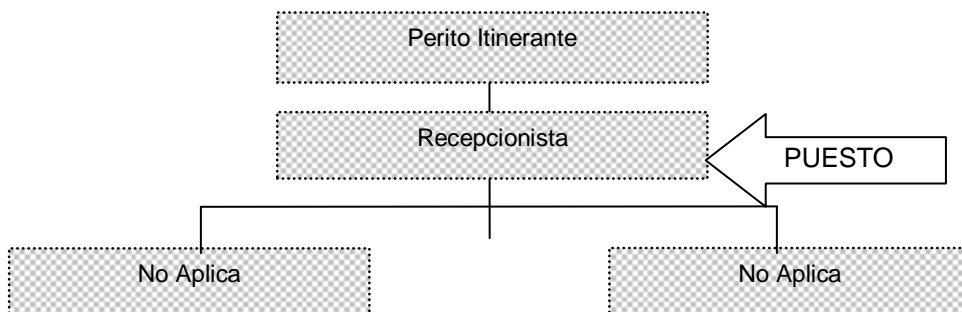 Perito Itinerante
Recepcionista
PUESTO
No Aplica
No Aplica